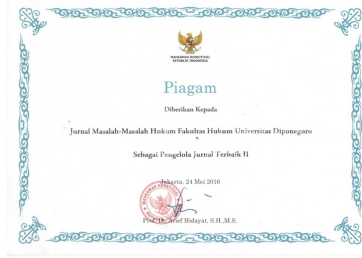 MAHKAMAH KONSTITUSI
REPUBLIK INDONESIA
Piagam
Diberikan Kepada
Jurnal Masalah-Masalah Hukum Fakultas Hukum Universitas Diponegoro
Sebagai Pengelola Jurnal Terbaik II
Jakarta, 24 Mei 2016
Prof. Dr. Arief Hidayat, S.H.,M.S.